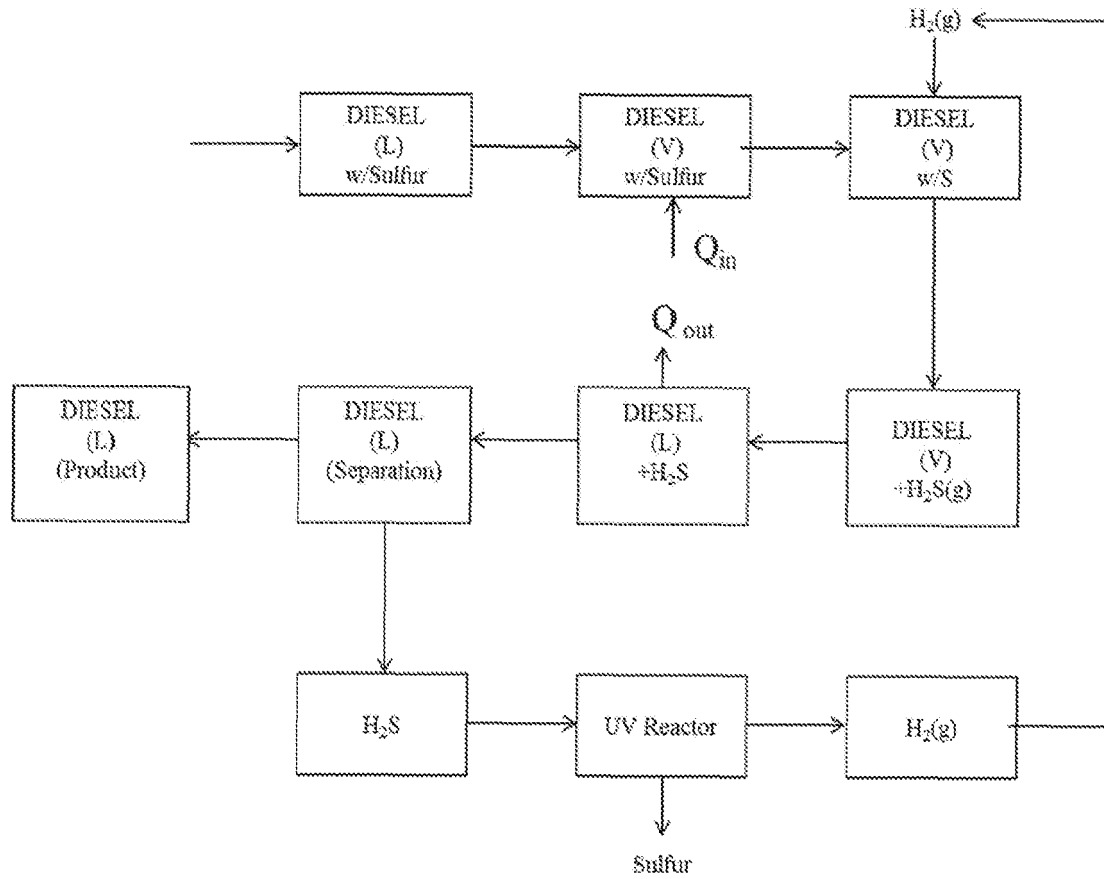 H₂(g)
DIESEL
(L)
w/Sulfur
DIESEL
(V)
w/Sulfur
DIESEL
(V)
w/S
Qin
Q out
DIESEL
(L)
(Product)
DIESEL
(L)
(Separation)
DIESEL
(L)
+H₂S
DIESEL
(V)
+H₂S(g)
H₂S
UV Reactor
H₂(g)
Sulfur